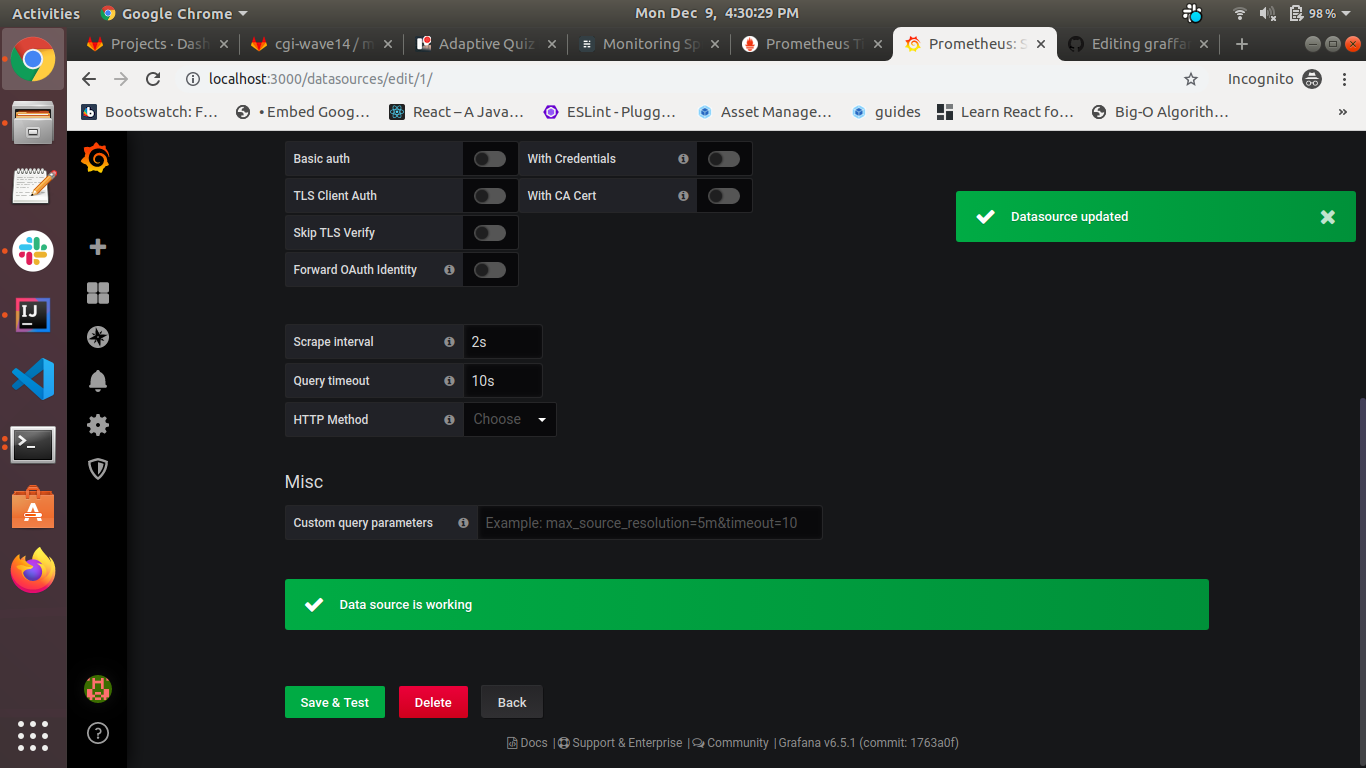 Activities Google Chrome Mon Dec 9, 4:30:29 PM 98%
Projects · Dash cgi-wave14 / m Adaptive Quiz Monitoring Sp Prometheus Ti Prometheus: S Editing graffa
localhost:3000/datasources/edit/1/ Incognito
Bootswatch: F… • Embed Goog… React – A Java… ESLint - Plugg… Asset Manage… guides Learn React fo… Big-O Algorith… »
Basic auth With Credentials
TLS Client Auth With CA Cert
Datasource updated
Skip TLS Verify
Forward OAuth Identity
Scrape interval 2s
Query timeout 10s
HTTP Method Choose
Misc
Custom query parameters Example: max_source_resolution=5m&timeout=10
Data source is working
Save & Test Delete Back
Docs | Support & Enterprise | Community | Grafana v6.5.1 (commit: 1763a0f)